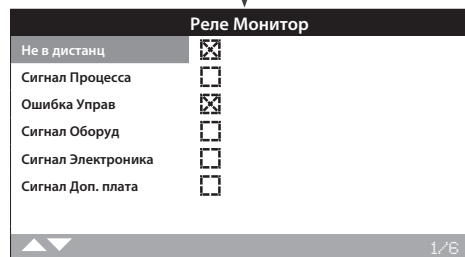 Реле Монитор
Не в дистанц
Сигнал Процесса
Ошибка Управ
Сигнал Оборуд
Сигнал Электроника
Сигнал Доп. плата
1/6